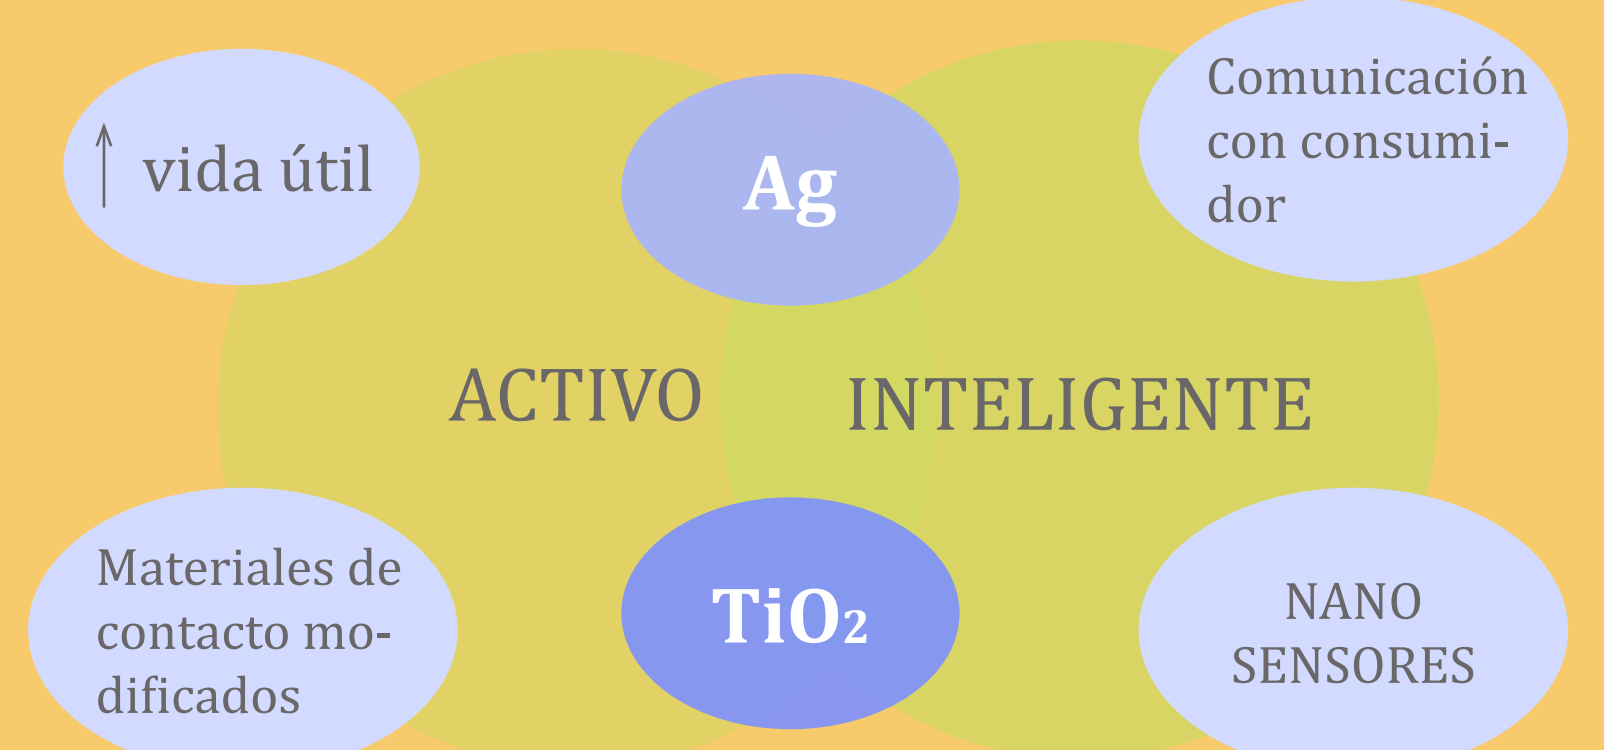 ↑ vida útil
Ag
Comunicación
con consumi-
dor
ACTIVO
INTELIGENTE
Materiales de
contacto mo-
dificados
TiO₂
NANO
SENSORES